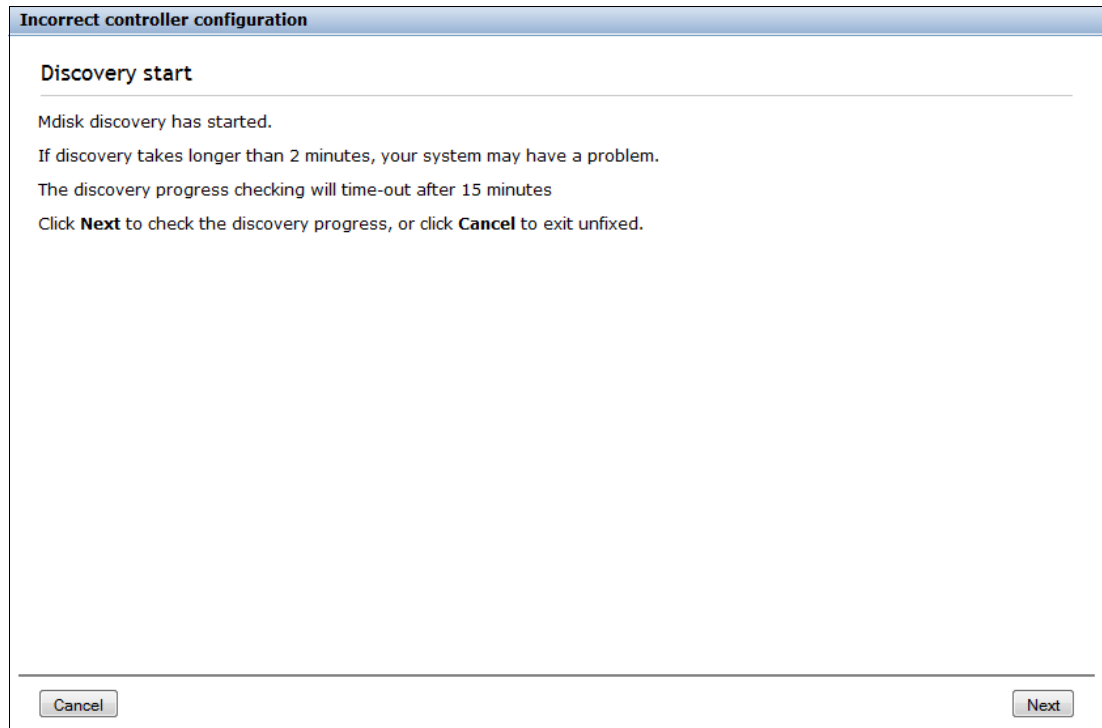 Incorrect controller configuration
Discovery start
Mdisk discovery has started.
If discovery takes longer than 2 minutes, your system may have a problem.
The discovery progress checking will time-out after 15 minutes
Click Next to check the discovery progress, or click Cancel to exit unfixed.
Cancel
Next